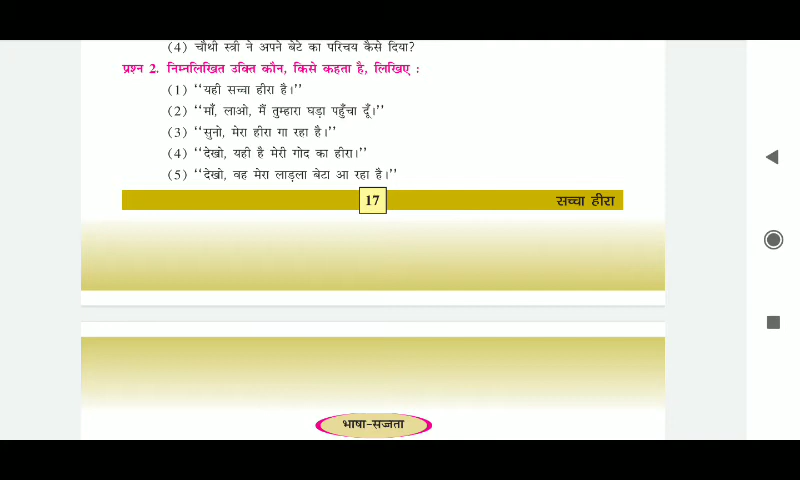 (4) चौथी स्त्री ने अपने बेटे का परिचय कैसे दिया?
प्रश्न 2. निम्नलिखित उक्ति कौन, किसे कहता है, लिखिए :
(1) ‘‘यही सच्चा हीरा है।’’
(2) ‘‘माँ, लाओ, मैं तुम्हारा घड़ा पहुँचा दूँ।’’
(3) ‘‘सुनो, मेरा हीरा गा रहा है।’’
(4) ‘‘देखो, यही है मेरी गोद का हीरा।’’
(5) ‘‘देखो, वह मेरा लाड़ला बेटा आ रहा है।’’
17 सच्चा हीरा
भाषा-सज्जता